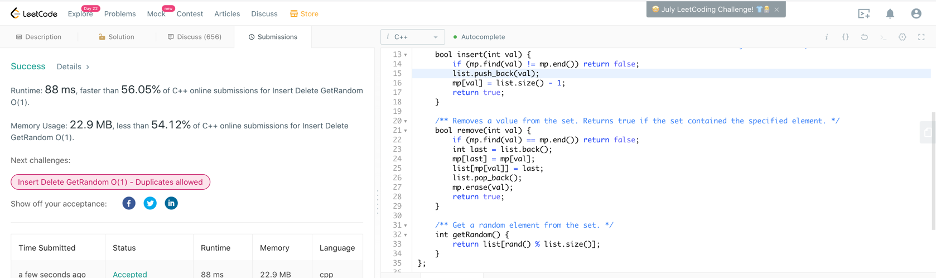 LeetCode
Explore
Day 22
Problems
Mock
new
Contest
Articles
Discuss
Store
July LeetCoding Challenge!
Description
Solution
Discuss (656)
Submissions
Success
Details
Runtime: 88 ms, faster than 56.05% of C++ online submissions for Insert Delete GetRandom
O(1).
Memory Usage: 22.9 MB, less than 54.12% of C++ online submissions for Insert Delete
GetRandom O(1).
Next challenges:
Insert Delete GetRandom O(1) - Duplicates allowed
Show off your acceptance:
Time Submitted
Status
Runtime
Memory
Language
a few seconds ago
Accepted
88 ms
22.9 MB
cpp
C++
Autocomplete
13 bool insert(int val) {
14 if (mp.find(val) != mp.end()) return false;
15 list.push_back(val);
16 mp[val] = list.size() - 1;
17 return true;
18 }
19
20 /** Removes a value from the set. Returns true if the set contained the specified element. */
21 bool remove(int val) {
22 if (mp.find(val) == mp.end()) return false;
23 int last = list.back();
24 mp[last] = mp[val];
25 list[mp[val]] = last;
26 list.pop_back();
27 mp.erase(val);
28 return true;
29 }
30
31 /** Get a random element from the set. */
32 int getRandom() {
33 return list[rand() % list.size()];
34 }
35 };